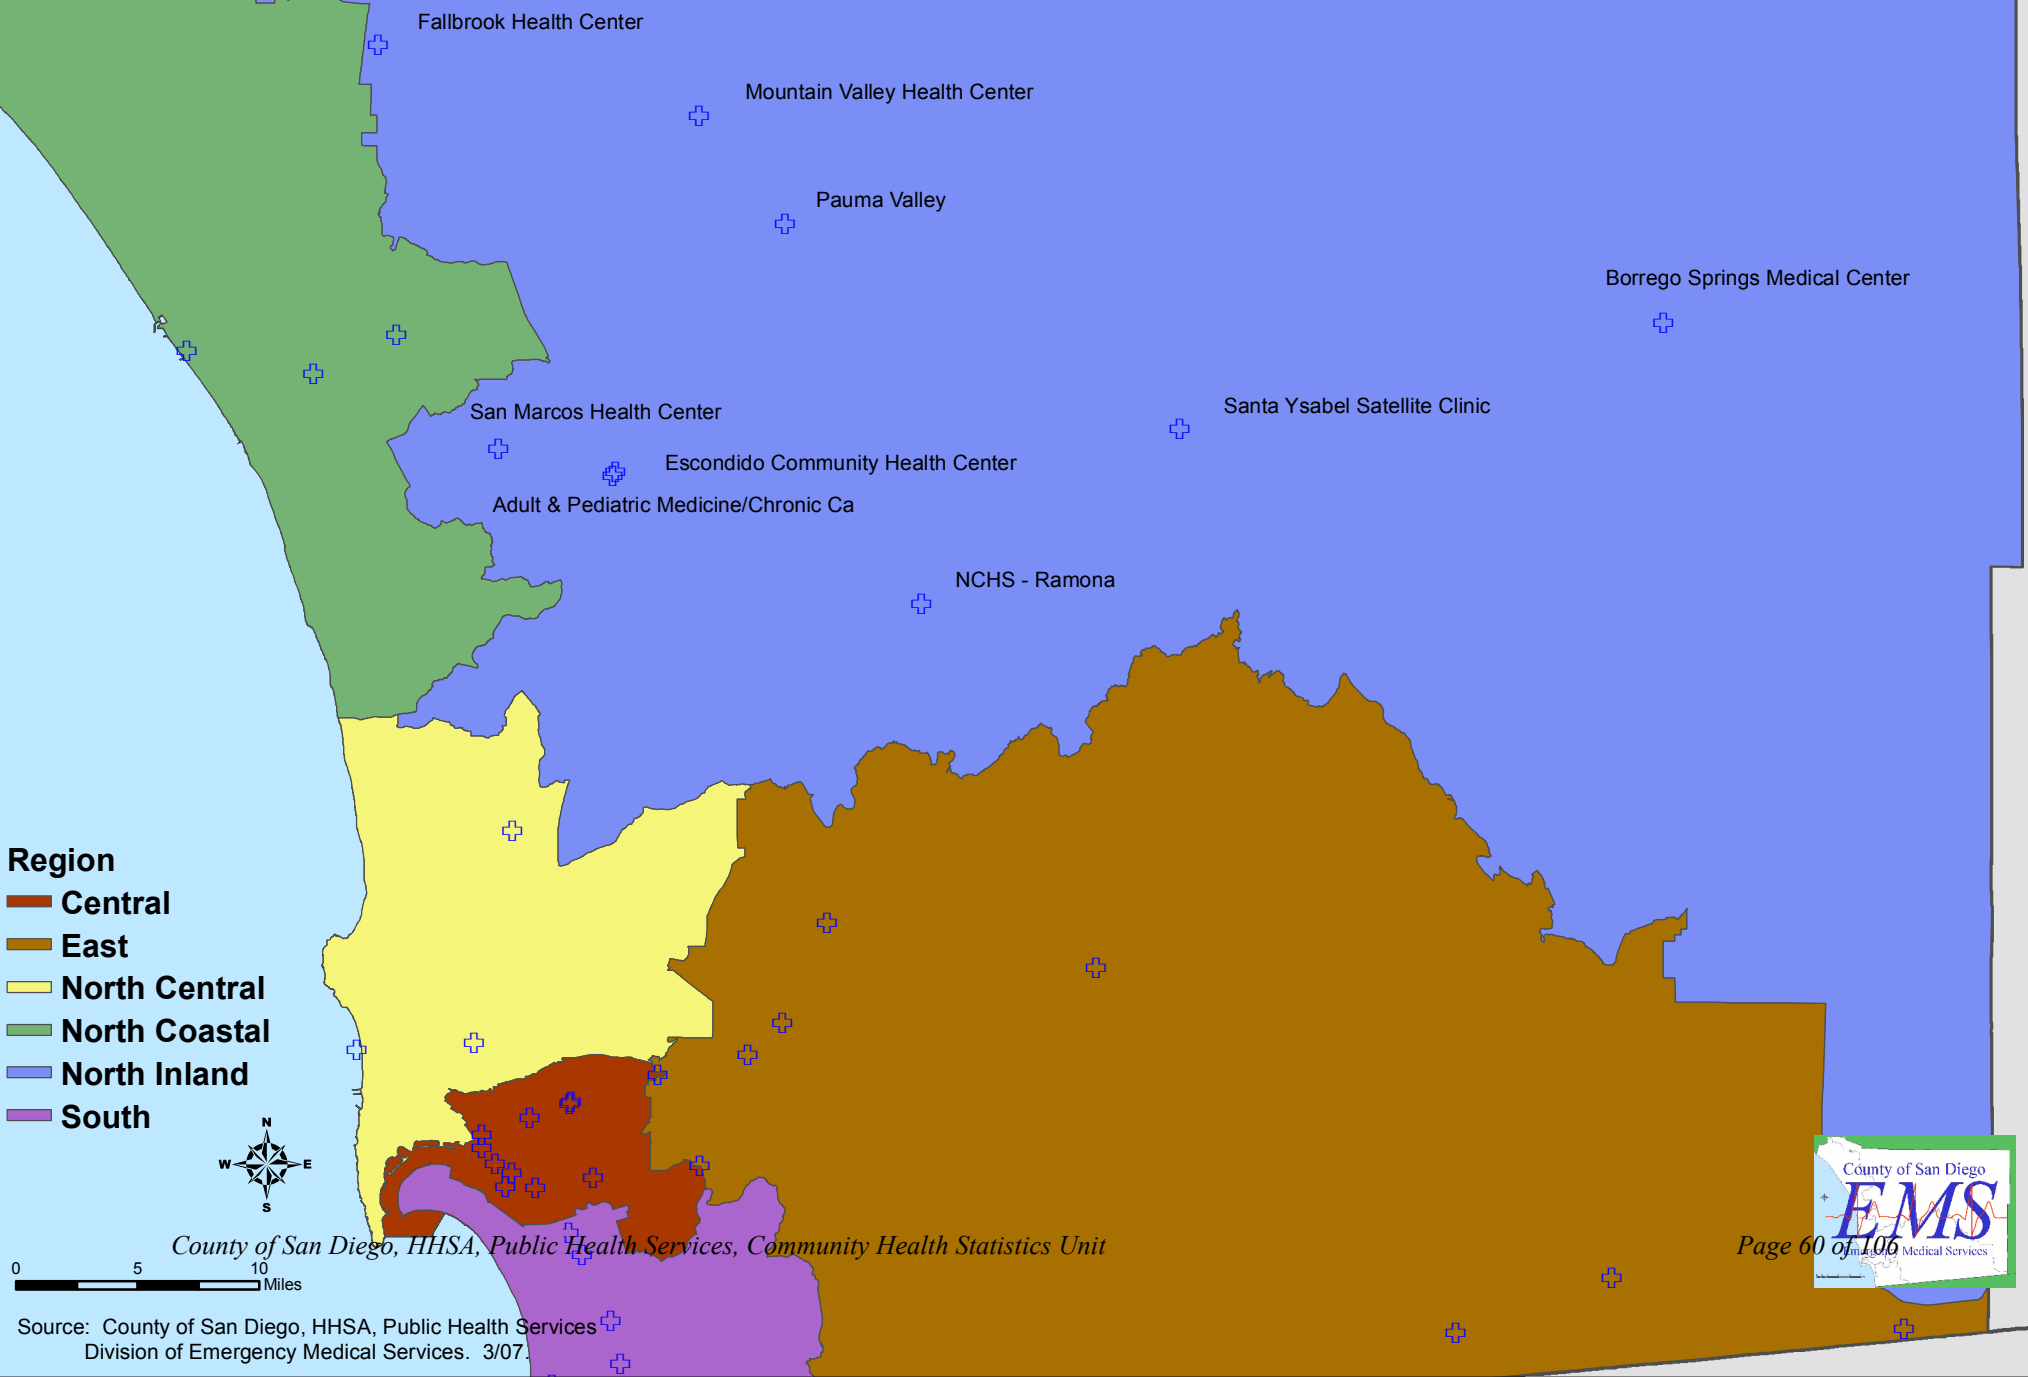 Fallbrook Health Center
Mountain Valley Health Center
Pauma Valley
Borrego Springs Medical Center
Santa Ysabel Satellite Clinic
San Marcos Health Center
Escondido Community Health Center
Adult & Pediatric Medicine/Chronic Ca
NCHS - Ramona
Region
Central
East
North Central
North Coastal
North Inland
South
N
W E
S
County of San Diego
EMS
Emergency Medical Services
County of San Diego, HHSA, Public Health Services, Community Health Statistics Unit
Page 60 of 106
0 5 10
Miles
Source: County of San Diego, HHSA, Public Health Services
Division of Emergency Medical Services. 3/07.